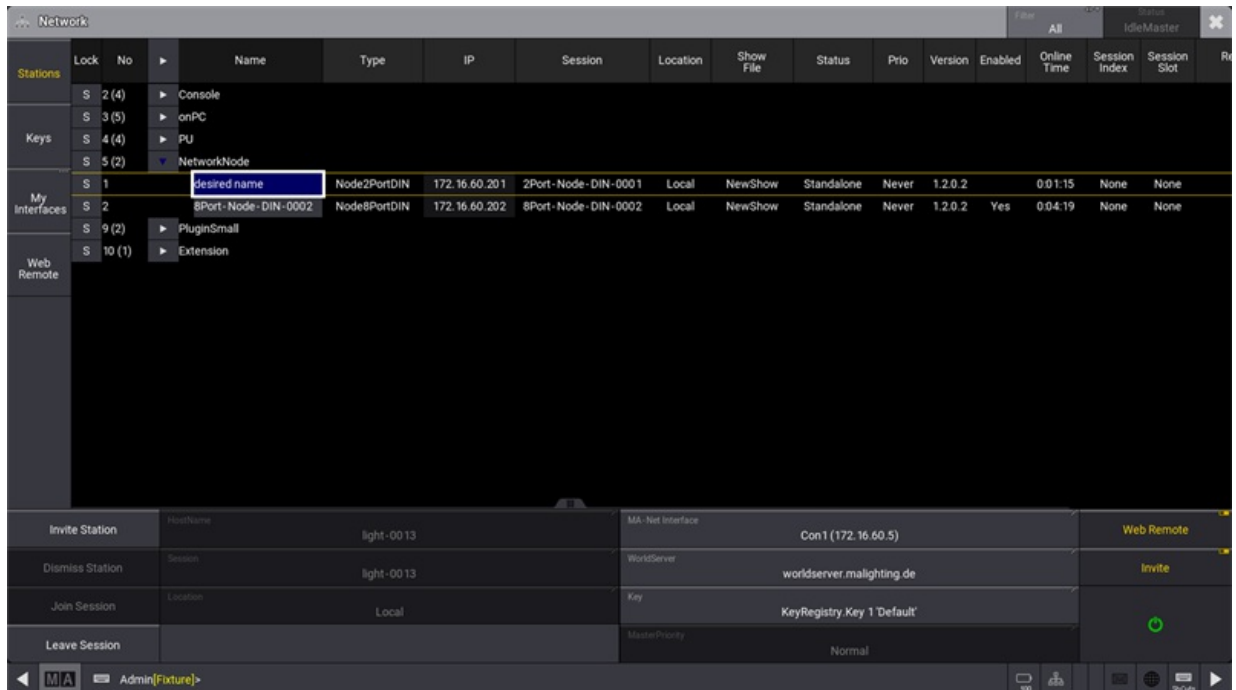 Network
Filter
All
Status
IdleMaster
Stations
Keys
My Interfaces
Web Remote
Lock No Name Type IP Session Location Show File Status Prio Version Enabled Online Time Session Index Session Slot Re
S 2 (4) Console
S 3 (5) onPC
S 4 (4) PU
S 5 (2) NetworkNode
S 1 desired name Node2PortDIN 172.16.60.201 2Port-Node-DIN-0001 Local NewShow Standalone Never 1.2.0.2 0:01:15 None None
S 2 8Port-Node-DIN-0002 Node8PortDIN 172.16.60.202 8Port-Node-DIN-0002 Local NewShow Standalone Never 1.2.0.2 Yes 0:04:19 None None
S 9 (2) PluginSmall
S 10 (1) Extension
Invite Station
HostName
light-0013
MA-Net Interface
Con1 (172.16.60.5)
Web Remote
Dismiss Station
Session
light-0013
WorldServer
worldserver.malighting.de
Invite
Join Session
Location
Local
Key
KeyRegistry.Key 1 'Default'
Leave Session
MasterPriority
Normal
MA
Admin[Fixture]>